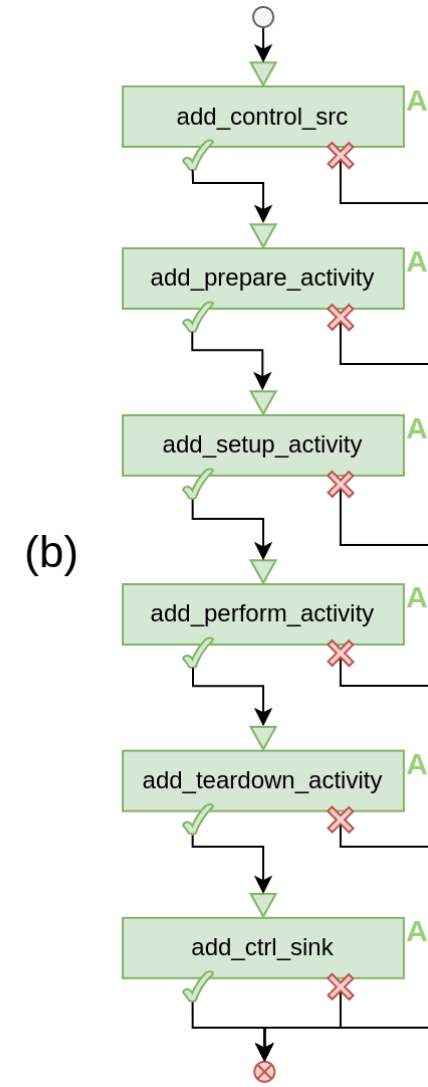 add_control_src
A
add_prepare_activity
A
add_setup_activity
A
(b)
add_perform_activity
A
add_teardown_activity
A
add_ctrl_sink
A